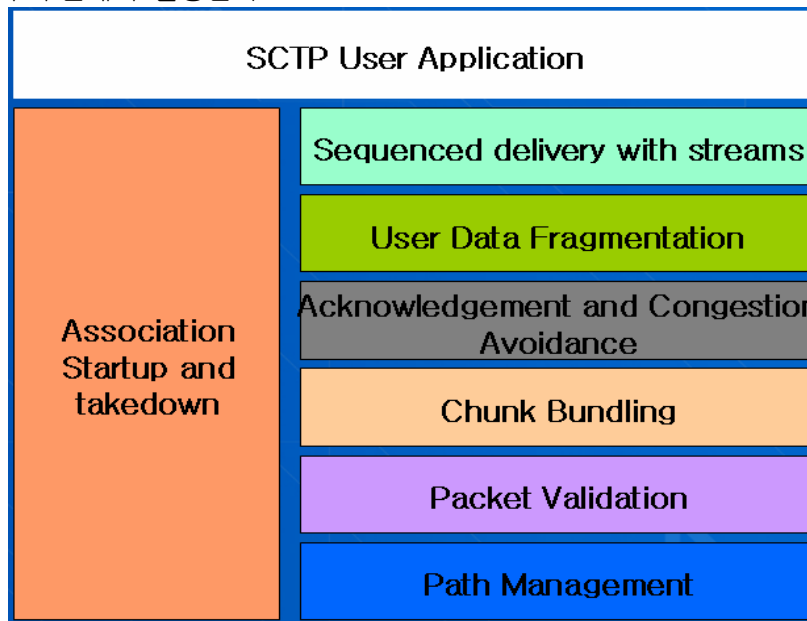 SCTP User Application
Association
Startup and
takedown
Sequenced delivery with streams
User Data Fragmentation
Acknowledgement and Congestion
Avoidance
Chunk Bundling
Packet Validation
Path Management